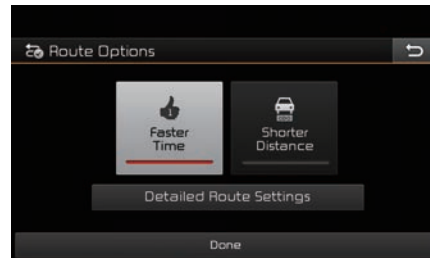 Route Options
Faster
Time
Shorter
Distance
Detailed Route Settings
Done